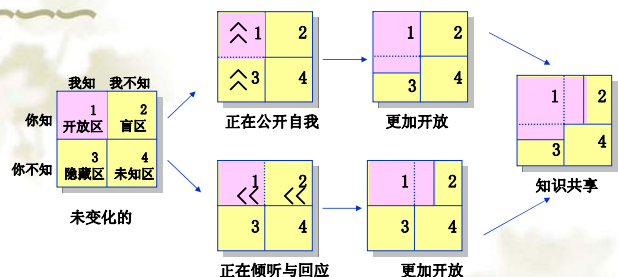 我知 我不知
你知
你不知
1
开放区
2
盲区
3
隐藏区
4
未知区
未变化的
1 2
3 4
正在公开自我
1 2
3 4
更加开放
1 2
3 4
正在倾听与回应
1 2
3 4
更加开放
1 2
3 4
知识共享